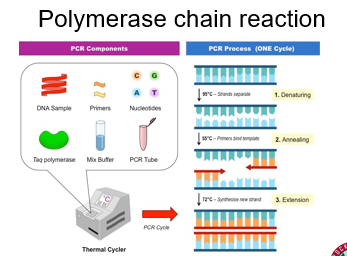 Polymerase chain reaction
PCR Components
PCR Process (ONE Cycle)
C G
A T
DNA Sample
Primers
Nucleotides
Taq polymerase
Mix Buffer
PCR Tube
C
Thermal Cycler
PCR Cycle
95°C – Strands separate
1. Denaturing
55°C – Primers bind template
2. Annealing
72°C – Synthesise new strand
3. Extension